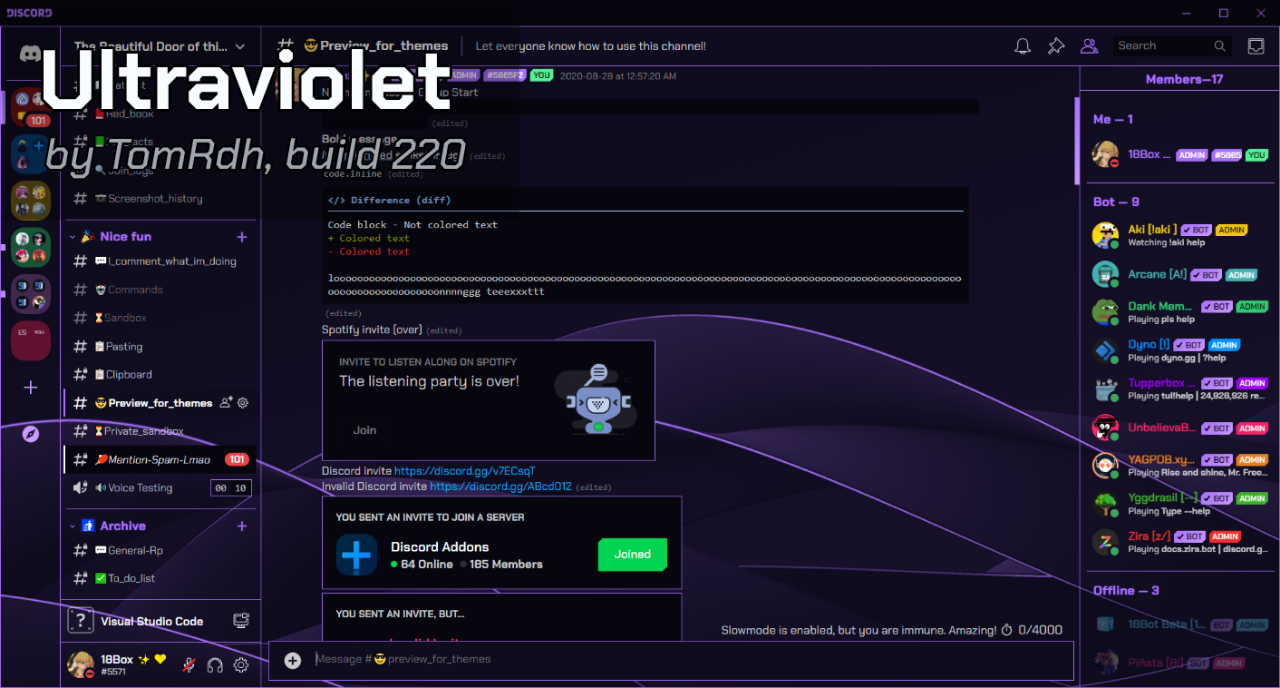 DISCORD
The Beautiful Door of thi...
😎Preview_for_themes
Let everyone know how to use this channel!
Search
Ultraviolet
by TomRdh, build 220
Red_book
Join_logs
Screenshot_history
Nice fun
I_comment_what_im_doing
Commands
Sandbox
Pasting
Clipboard
Preview_for_themes
Private_sandbox
Mention-Spam-Lmao
101
Voice Testing
00 10
Archive
General-Rp
To_do_list
Visual Studio Code
18Box ✨💛
#5571
101
ADMIN #5865F2 YOU 2020-08-28 at 12:57:20 AM
Start
(edited)
(edited)
code.inline (edited)
</> Difference (diff)
Code block - Not colored text
+ Colored text
- Colored text
teeexxxttt
(edited)
Spotify invite [over] (edited)
INVITE TO LISTEN ALONG ON SPOTIFY
The listening party is over!
Join
Discord invite https://discord.gg/v7ECsqT
Invalid Discord invite https://discord.gg/ABcd012 (edited)
YOU SENT AN INVITE TO JOIN A SERVER
Discord Addons
64 Online 185 Members
Joined
YOU SENT AN INVITE, BUT...
Slowmode is enabled, but you are immune. Amazing! 0/4000
Message #😎preview_for_themes
Members—17
Me — 1
18Box ... ADMIN #5865 YOU
Bot — 9
Aki [!aki ] ✓ BOT ADMIN
Watching !aki help
Arcane [A!] ✓ BOT ADMIN
Dank Mem... ✓ BOT ADMIN
Playing pls help
Dyno [!] ✓ BOT ADMIN
Playing dyno.gg | ?help
Tupperbox ... ✓ BOT ADMIN
Playing tul!help | 24,928,926 re...
UnbelievaB... ✓ BOT ADMIN
YAGPDB.xy... ✓ BOT ADMIN
Playing Rise and shine, Mr. Free...
Yggdrasil [--] ✓ BOT ADMIN
Playing Type --help
Zira [z/] ✓ BOT ADMIN
Playing docs.zira.bot | discord.g...
Offline — 3
18Bot Beta [1... BOT ADMIN
Piñata [B!] BOT ADMIN